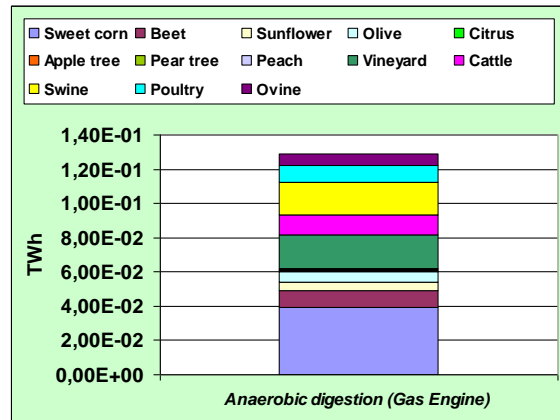 Sweet corn Beet Sunflower Olive Citrus
Apple tree Pear tree Peach Vineyard Cattle
Swine Poultry Ovine
1,40E-01
1,20E-01
1,00E-01
8,00E-02
6,00E-02
4,00E-02
2,00E-02
0,00E+00
TWh
Anaerobic digestion (Gas Engine)